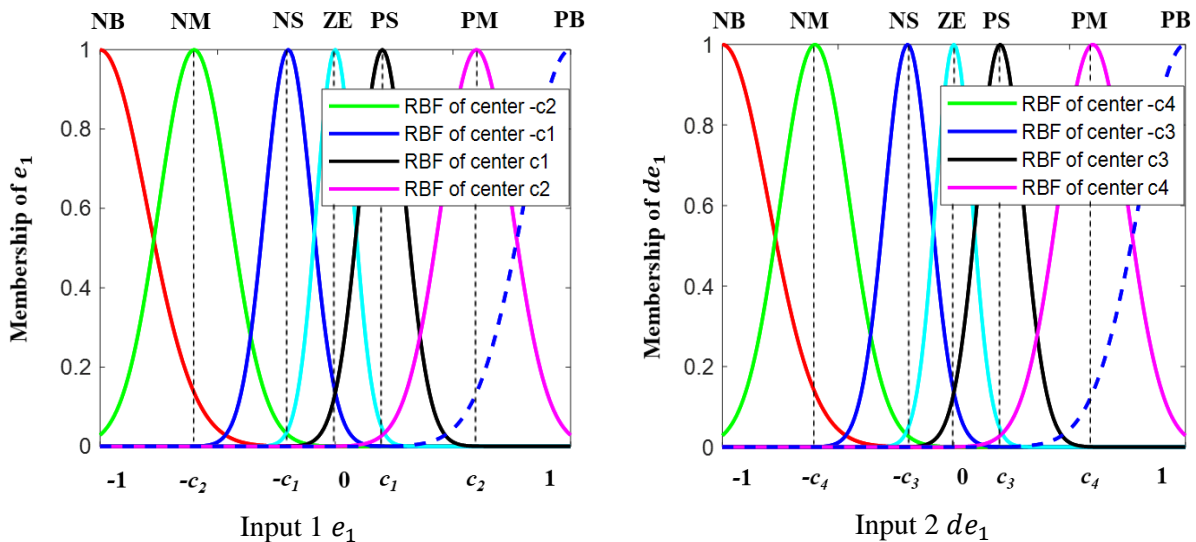 NB NM NS ZE PS PM PB
1
0.8
0.6
0.4
0.2
0
Membership of e1
RBF of center -c2
RBF of center -c1
RBF of center c1
RBF of center c2
-1 -c2 -c1 0 c1 c2 1
Input 1 e1
NB NM NS ZE PS PM PB
1
0.8
0.6
0.4
0.2
0
Membership of de1
RBF of center -c4
RBF of center -c3
RBF of center c3
RBF of center c4
-1 -c4 -c3 0 c3 c4 1
Input 2 de1